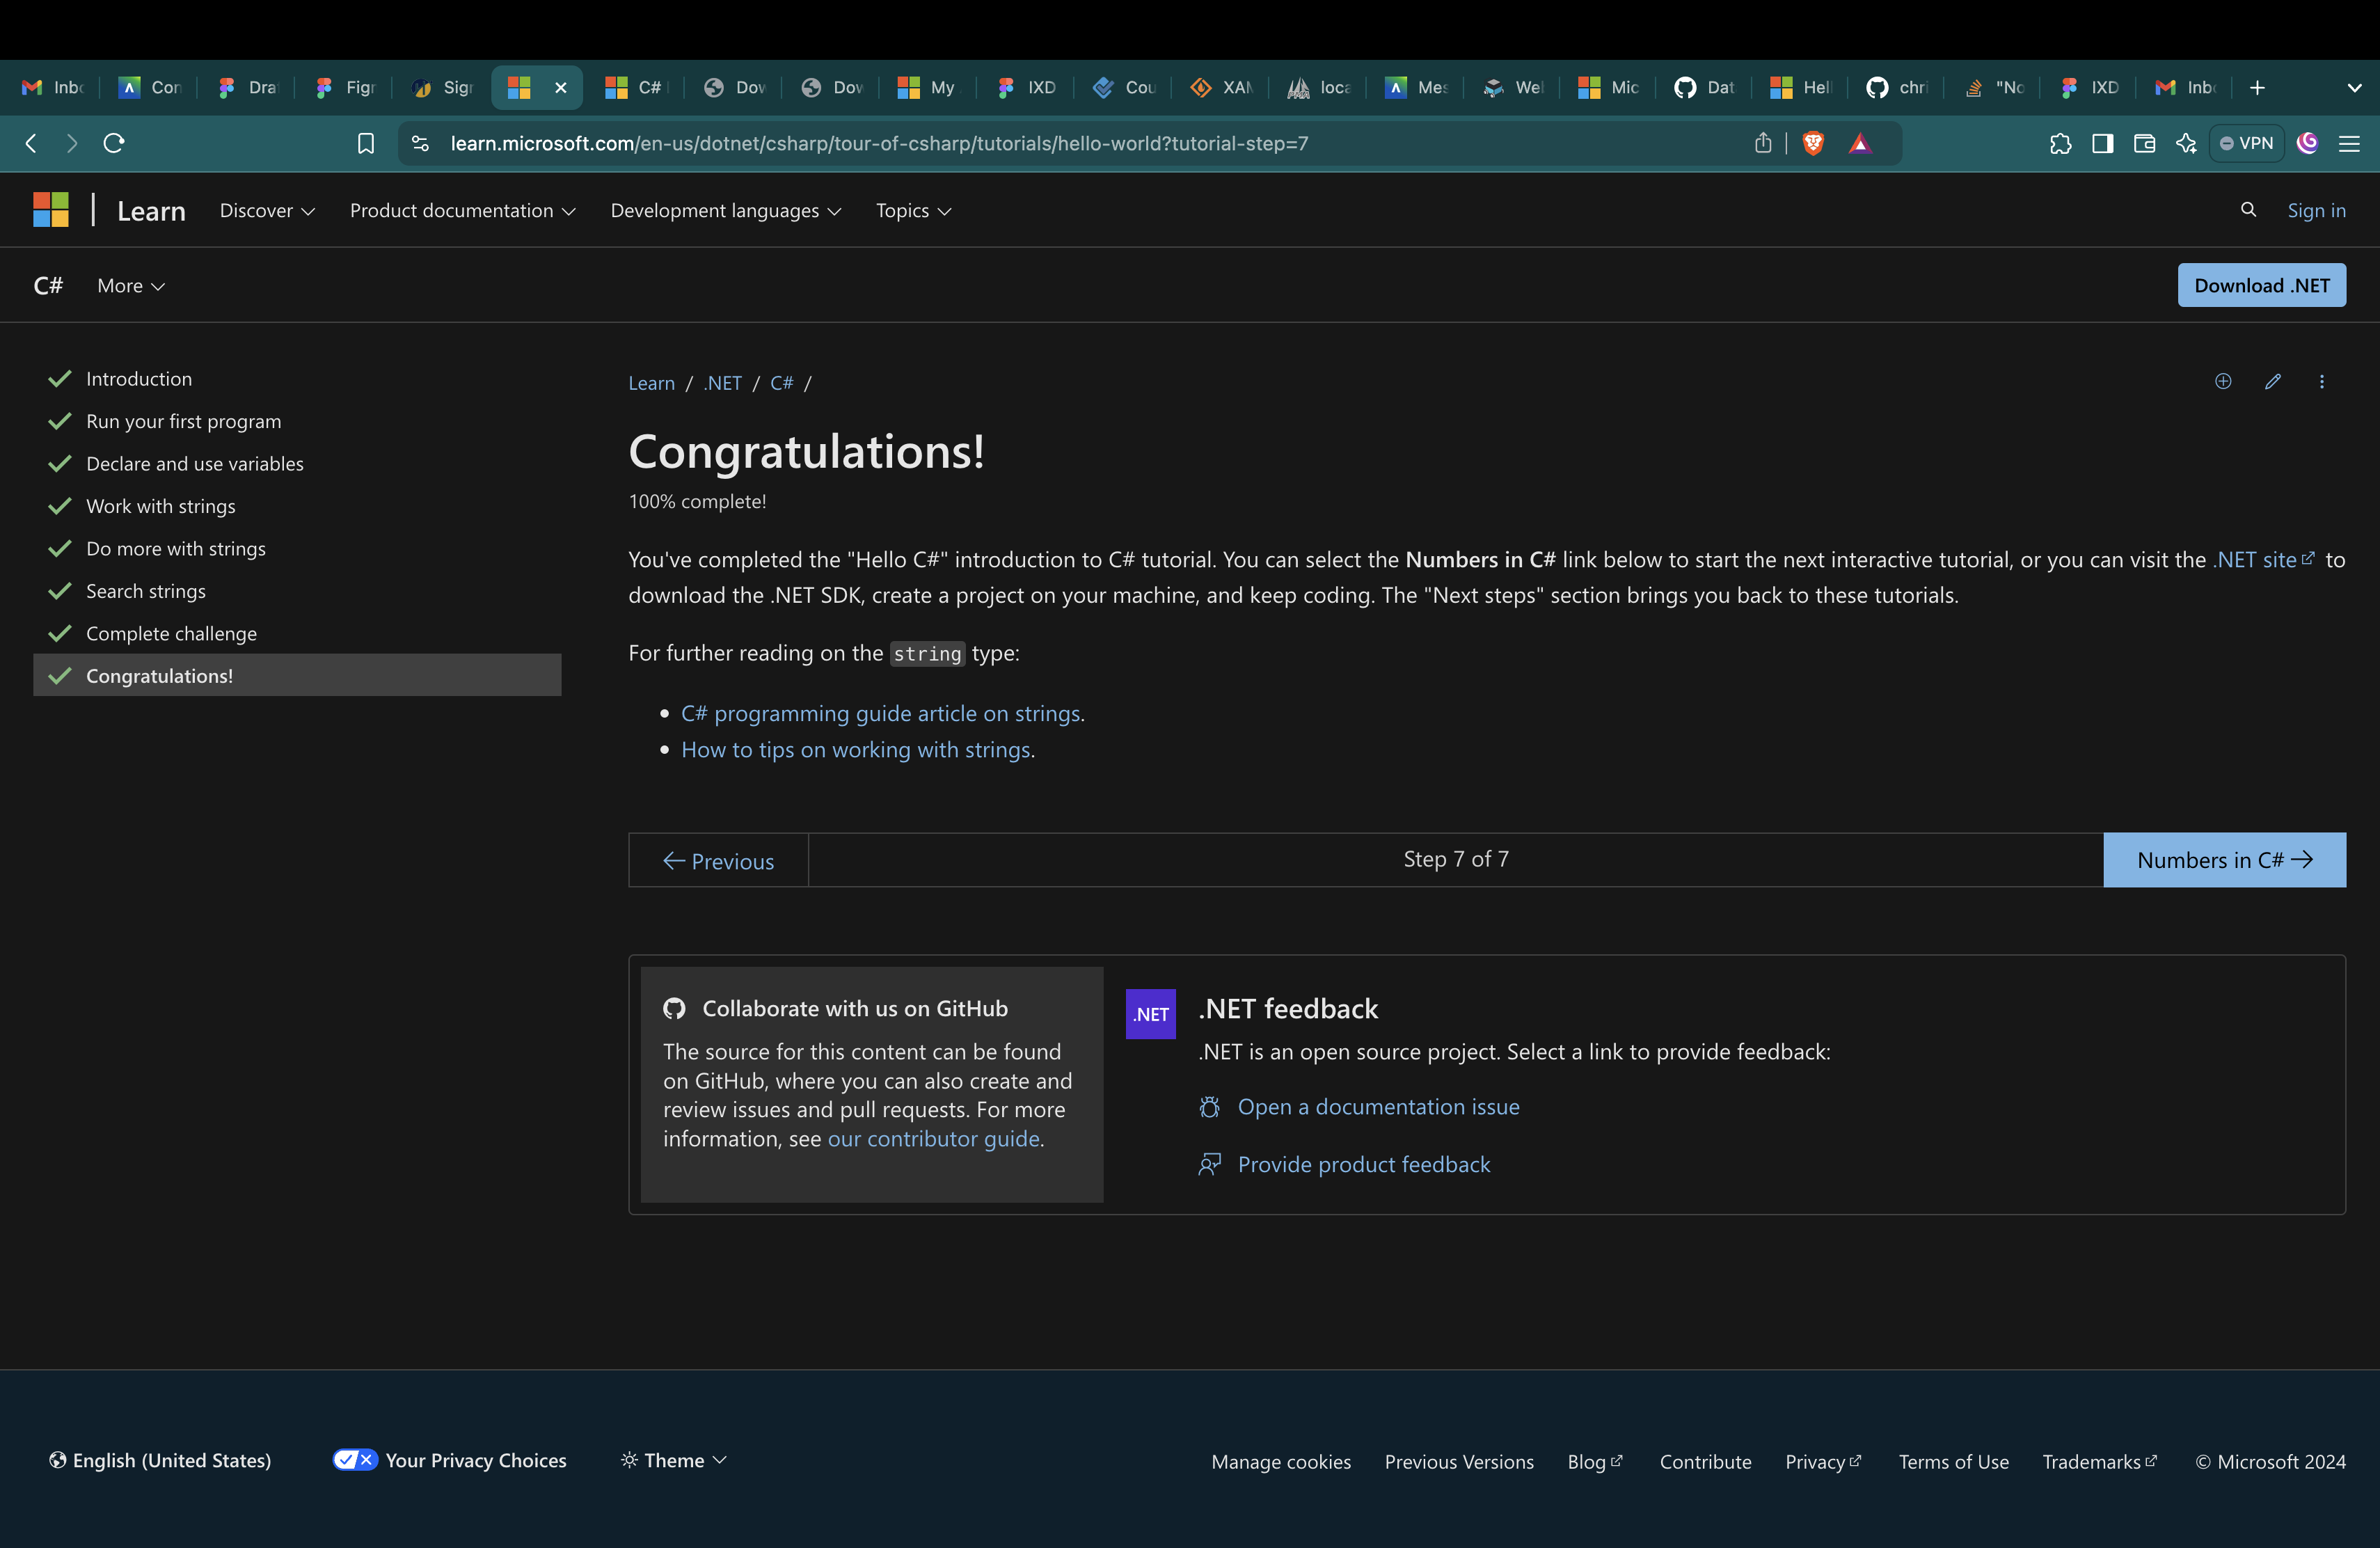 Inb
Con
Dra
Figr
Sigr
C#
Dow
Dow
My
IXD
Cou
XAN
loca
Mes
Wel
Mic
Dat
Hell
chri
"No
IXD
Inb
learn.microsoft.com/en-us/dotnet/csharp/tour-of-csharp/tutorials/hello-world?tutorial-step=7
VPN
Learn Discover Product documentation Development languages Topics Sign in
C# More Download .NET
Introduction
Run your first program
Declare and use variables
Work with strings
Do more with strings
Search strings
Complete challenge
Congratulations!
Learn / .NET / C# /
Congratulations!
100% complete!
You've completed the "Hello C#" introduction to C# tutorial. You can select the Numbers in C# link below to start the next interactive tutorial, or you can visit the .NET site to
download the .NET SDK, create a project on your machine, and keep coding. The "Next steps" section brings you back to these tutorials.
For further reading on the string type:
• C# programming guide article on strings.
• How to tips on working with strings.
Previous Step 7 of 7 Numbers in C#
Collaborate with us on GitHub
The source for this content can be found
on GitHub, where you can also create and
review issues and pull requests. For more
information, see our contributor guide.
.NET
.NET feedback
.NET is an open source project. Select a link to provide feedback:
Open a documentation issue
Provide product feedback
English (United States) Your Privacy Choices Theme Manage cookies Previous Versions Blog Contribute Privacy Terms of Use Trademarks © Microsoft 2024